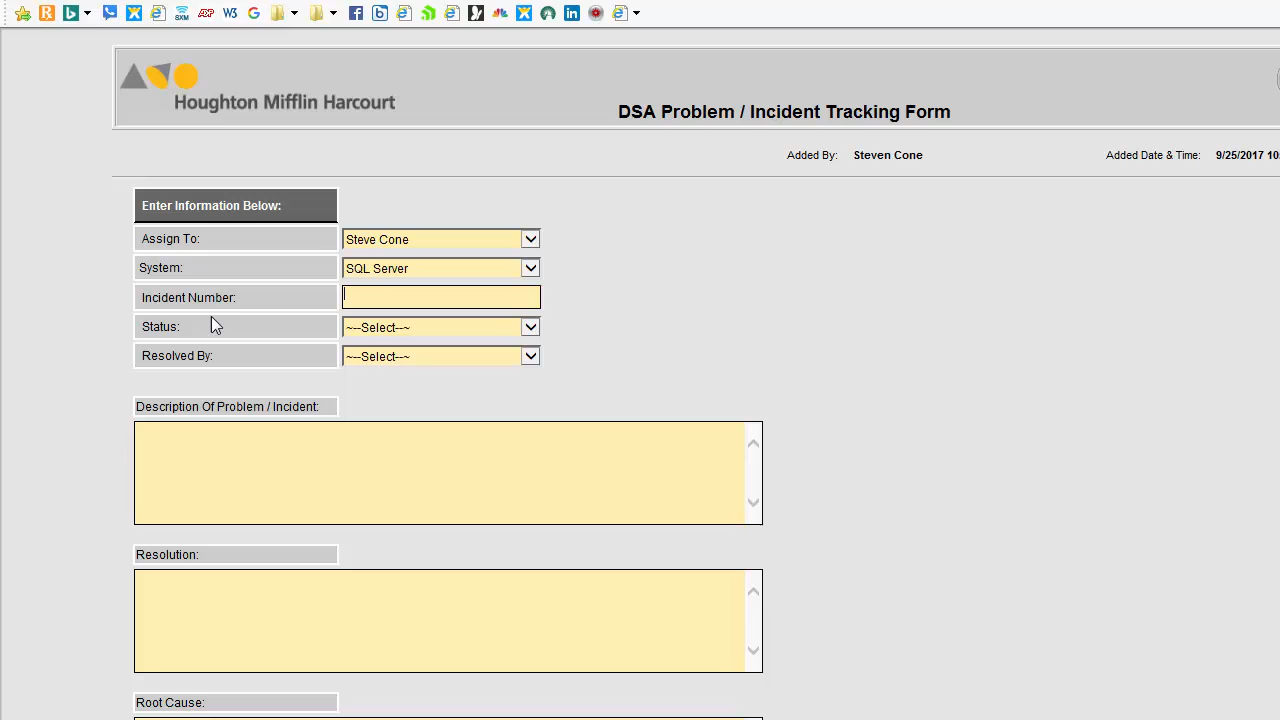 Houghton Mifflin Harcourt
DSA Problem / Incident Tracking Form
Added By: Steven Cone Added Date & Time: 9/25/2017 10:
Enter Information Below:
Assign To: Steve Cone
System: SQL Server
Incident Number:
Status: ~--Select--~
Resolved By: ~--Select--~
Description Of Problem / Incident:
Resolution:
Root Cause: